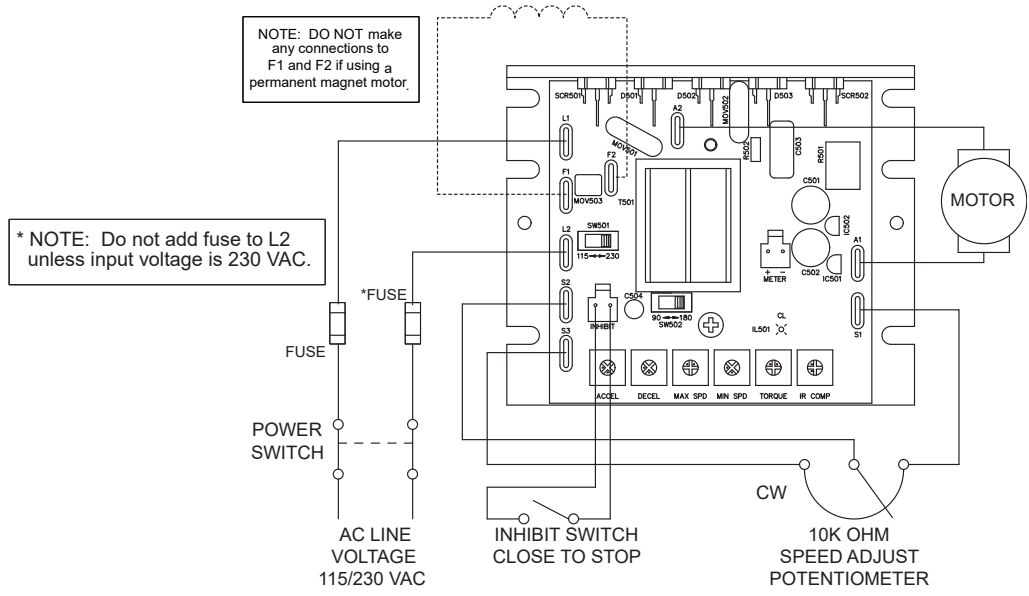 NOTE: DO NOT make
any connections to
F1 and F2 if using a
permanent magnet motor.
SCR501
D501
D502
MOV502
D503
SCR502
L1
A2
MOV501
R502
C503
R501
F2
F1
MOV503
T501
C501
MOTOR
* NOTE: Do not add fuse to L2
unless input voltage is 230 VAC.
L2
SW501
115◄─►230
IC502
A1
+ -
METER
C502
IC501
*FUSE
S2
C504
INHIBIT
90◄─►180
SW502
CL
IL501
S1
FUSE
S3
ACCEL
DECEL
MAX SPD
MIN SPD
TORQUE
IR COMP
POWER
SWITCH
CW
AC LINE
VOLTAGE
115/230 VAC
INHIBIT SWITCH
CLOSE TO STOP
10K OHM
SPEED ADJUST
POTENTIOMETER